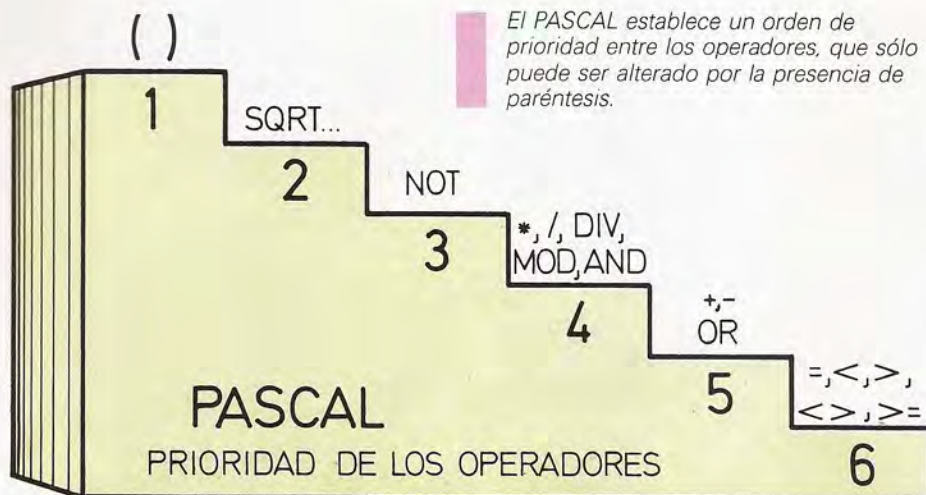 ( )
1
El PASCAL establece un orden de
prioridad entre los operadores, que sólo
puede ser alterado por la presencia de
paréntesis.
SQRT...
2
NOT
3
*, /, DIV,
MOD, AND
4
+,-
OR
5
=,<,>,
<>,>=
6
PASCAL
PRIORIDAD DE LOS OPERADORES